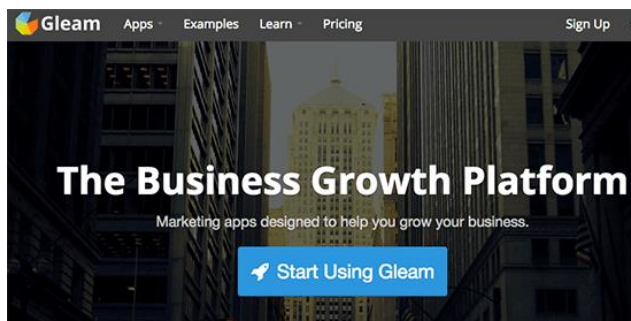 Gleam Apps Examples Learn Pricing Sign Up
The Business Growth Platform
Marketing apps designed to help you grow your business.
Start Using Gleam